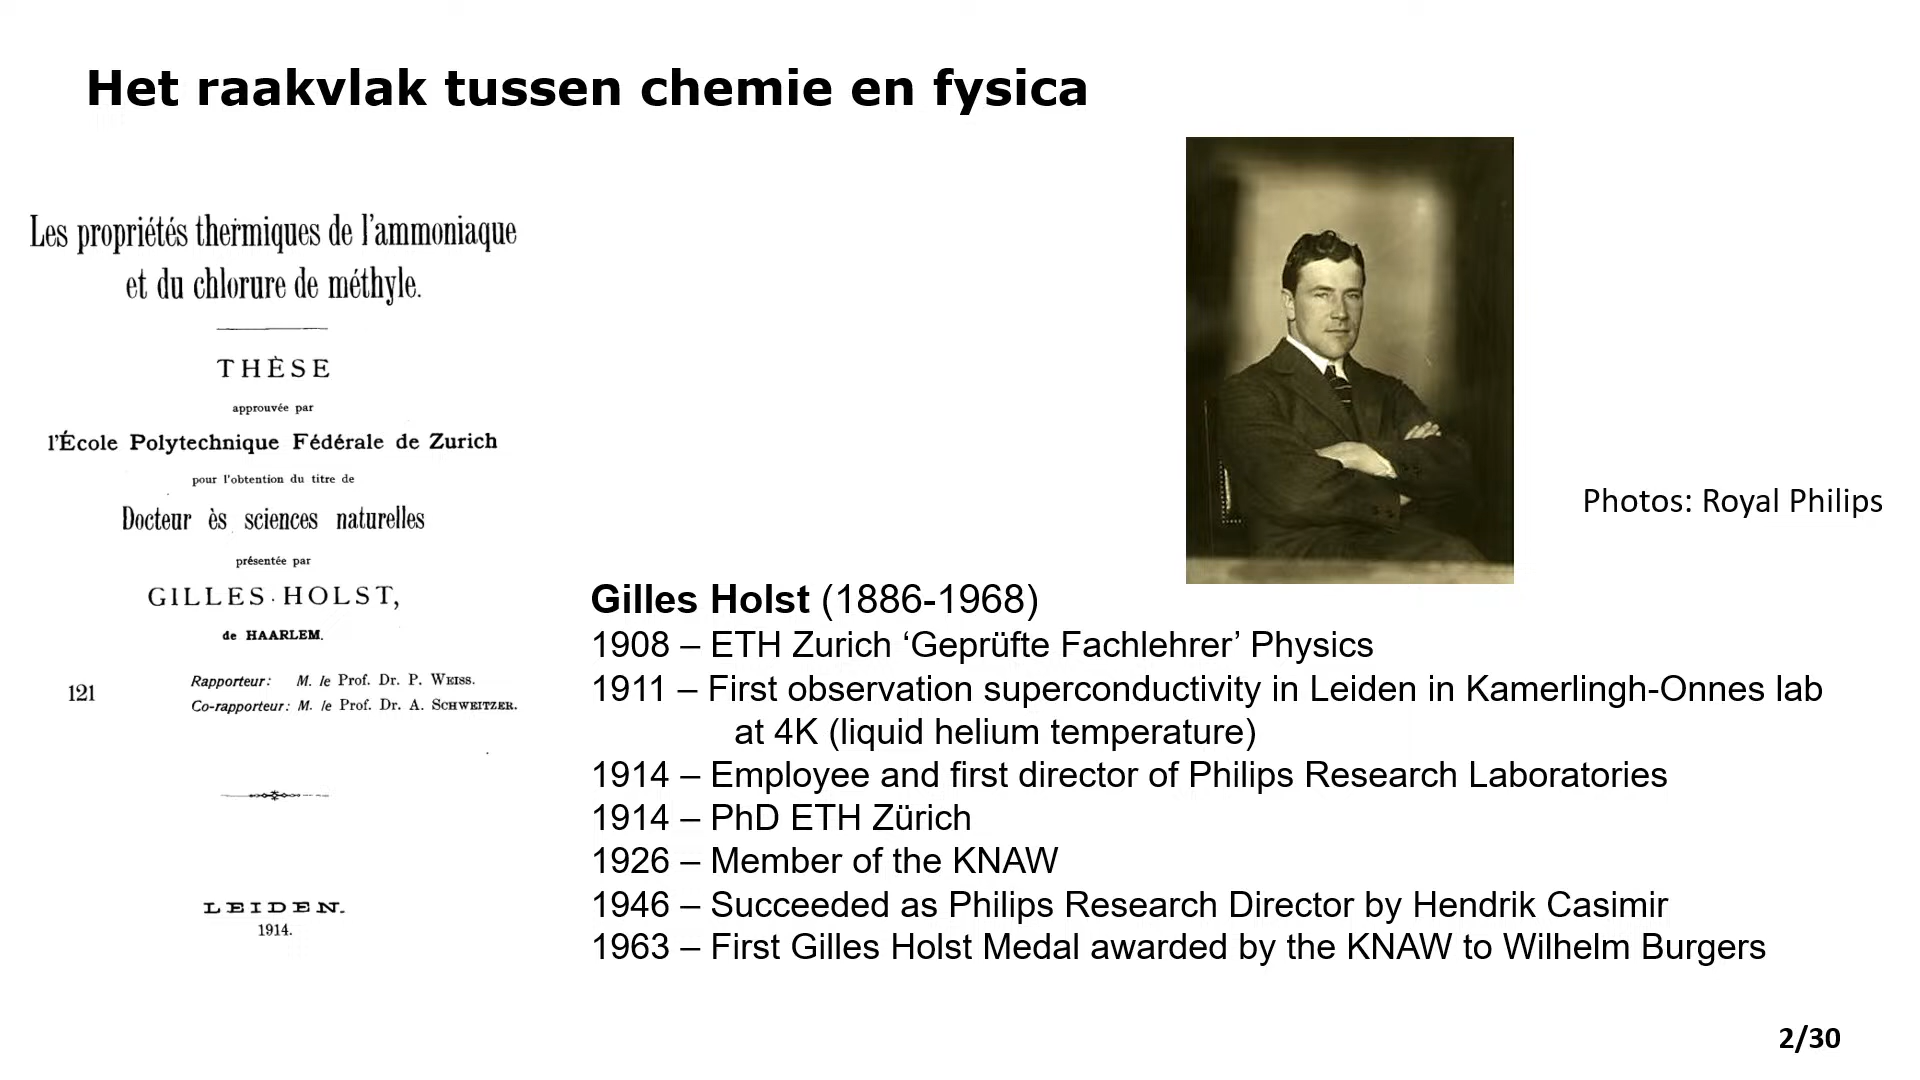 Het raakvlak tussen chemie en fysica
Les propriétés thermiques de l'ammoniaque
et du chlorure de méthyle.
THÈSE
approuvée par
l'École Polytechnique Fédérale de Zurich
pour l'obtention du titre de
Docteur ès sciences naturelles
présentée par
GILLES HOLST,
de HAARLEM.
Rapporteur: M. le Prof. Dr. P. WEISS.
121
Co-rapporteur: M. le Prof. Dr. A. SCHWEITZER.
LEIDEN.
1914.
Photos: Royal Philips
Gilles Holst (1886-1968)
1908 – ETH Zurich ‘Geprüfte Fachlehrer’ Physics
1911 – First observation superconductivity in Leiden in Kamerlingh-Onnes lab
at 4K (liquid helium temperature)
1914 – Employee and first director of Philips Research Laboratories
1914 – PhD ETH Zürich
1926 – Member of the KNAW
1946 – Succeeded as Philips Research Director by Hendrik Casimir
1963 – First Gilles Holst Medal awarded by the KNAW to Wilhelm Burgers
2/30